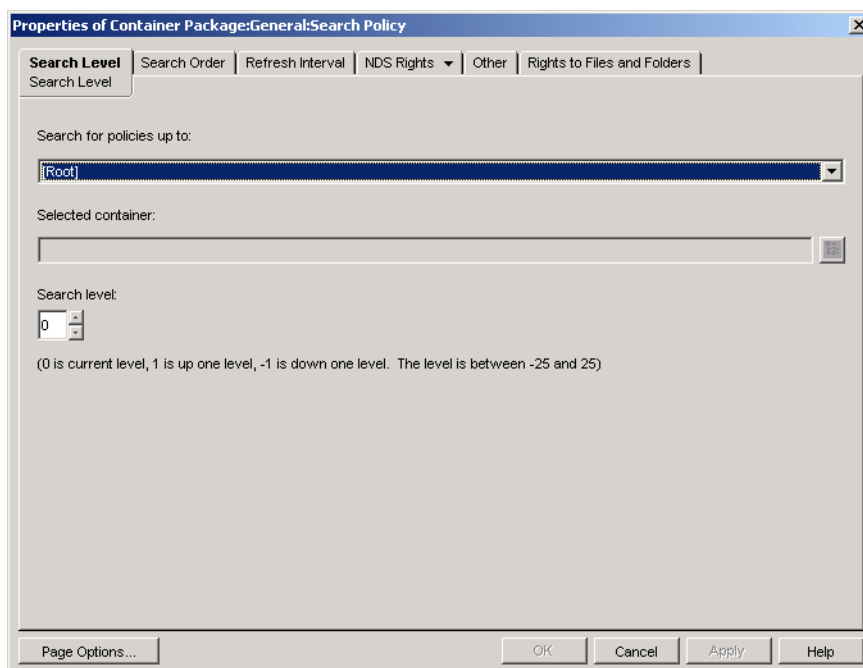 Properties of Container Package:General:Search Policy
Search Level Search Order Refresh Interval NDS Rights Other Rights to Files and Folders
Search Level
Search for policies up to:
[Root]
Selected container:
Search level:
0
(0 is current level, 1 is up one level, -1 is down one level. The level is between -25 and 25)
Page Options... OK Cancel Apply Help